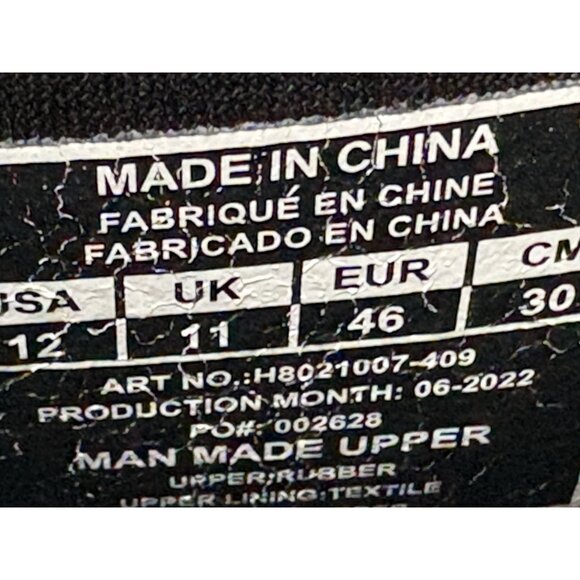 MADE IN CHINA
FABRIQUÉ EN CHINE
FABRICADO EN CHINA
USA UK EUR CM
12 11 46 30
ART NO.:H8021007-409
PRODUCTION MONTH: 06-2022
PO#: 002628
MAN MADE UPPER
UPPER:RUBBER
UPPER LINING:TEXTILE